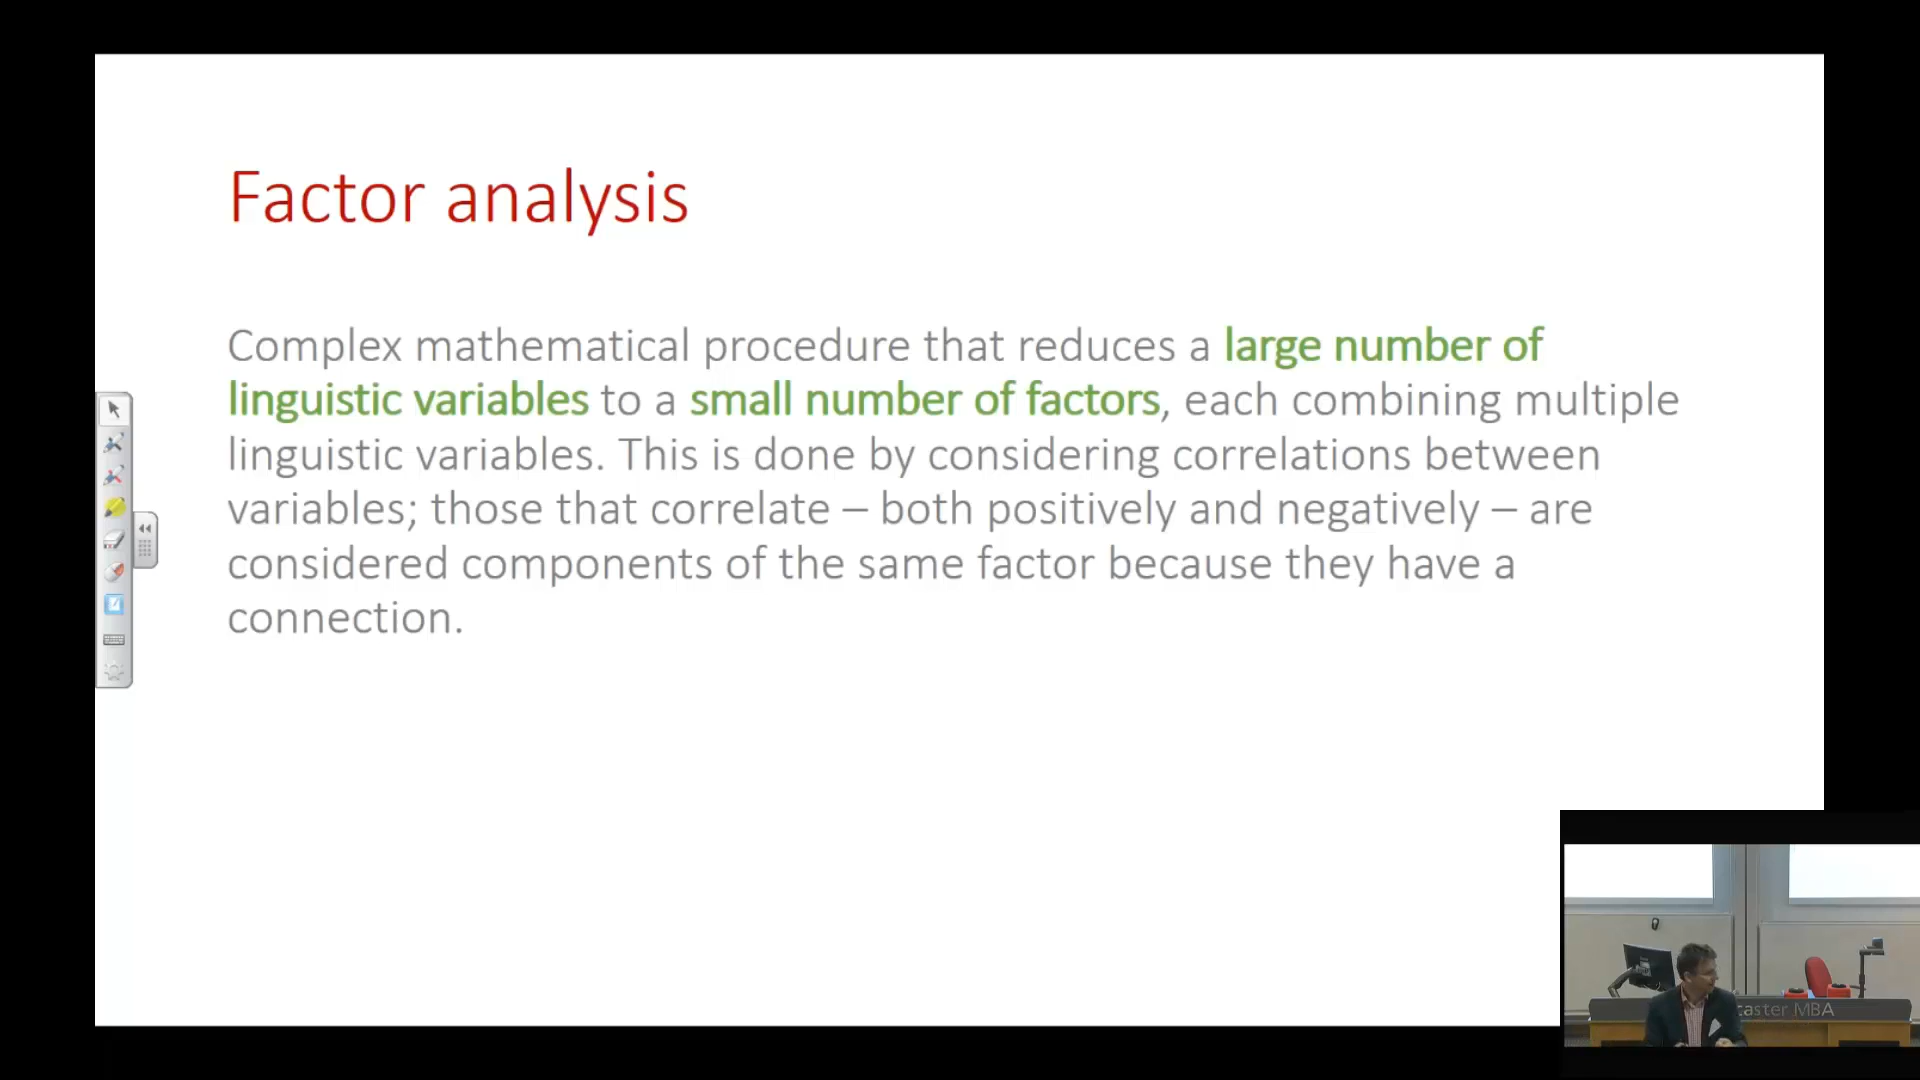 Factor analysis
Complex mathematical procedure that reduces a large number of
linguistic variables to a small number of factors, each combining multiple
linguistic variables. This is done by considering correlations between
variables; those that correlate – both positively and negatively – are
considered components of the same factor because they have a
connection.
caster MBA